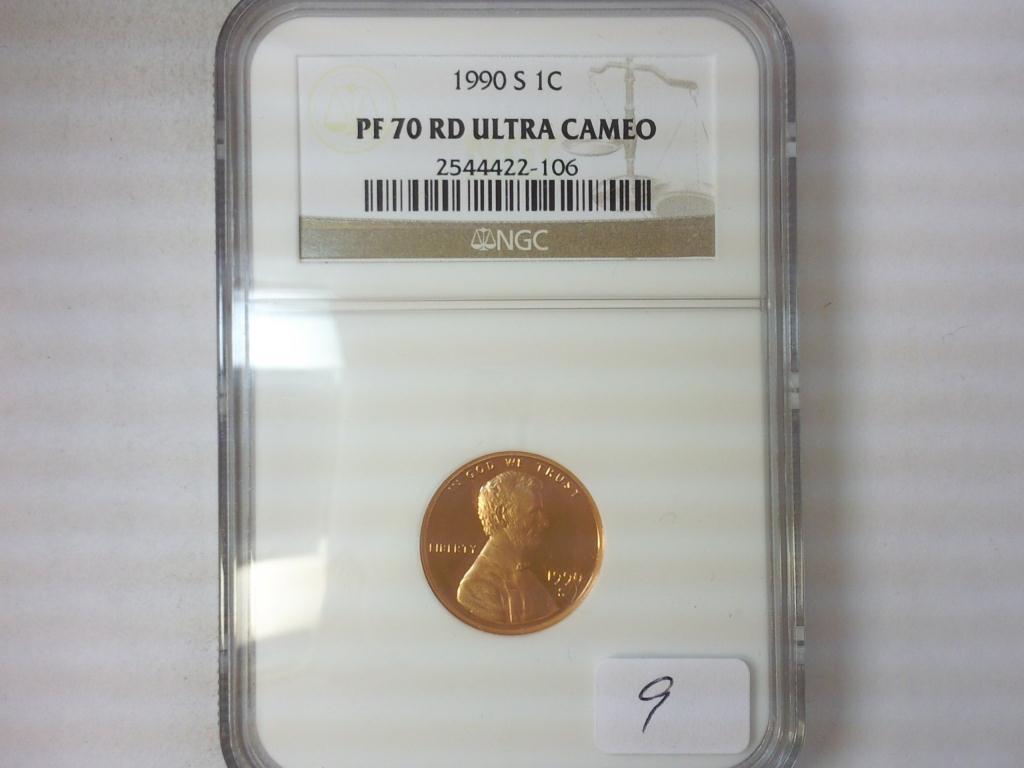 1990 S 1C
PF 70 RD ULTRA CAMEO
2544422-106
NGC
IN GOD WE TRUST
LIBERTY
1990
S
9